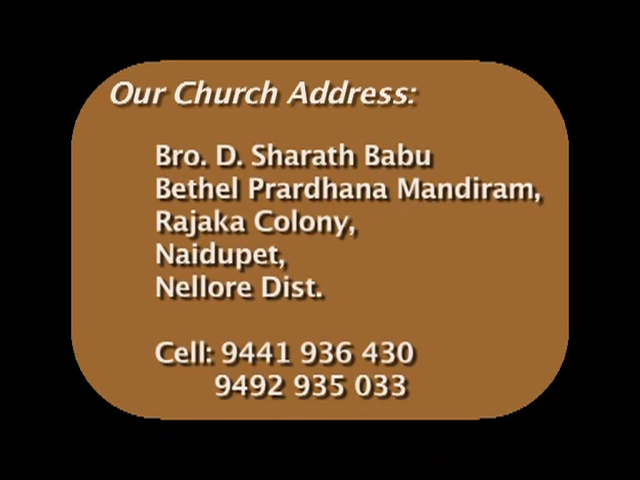 Our Church Address:
Bro. D. Sharath Babu
Bethel Prardhana Mandiram,
Rajaka Colony,
Naidupet,
Nellore Dist.
Cell: 9441 936 430
9492 935 033